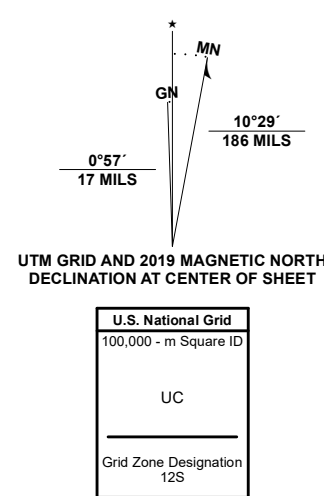 ★
MN
GN
10°29´
186 MILS
0°57´
17 MILS
UTM GRID AND 2019 MAGNETIC NORTH
DECLINATION AT CENTER OF SHEET
U.S. National Grid
100,000 - m Square ID
UC
Grid Zone Designation
12S